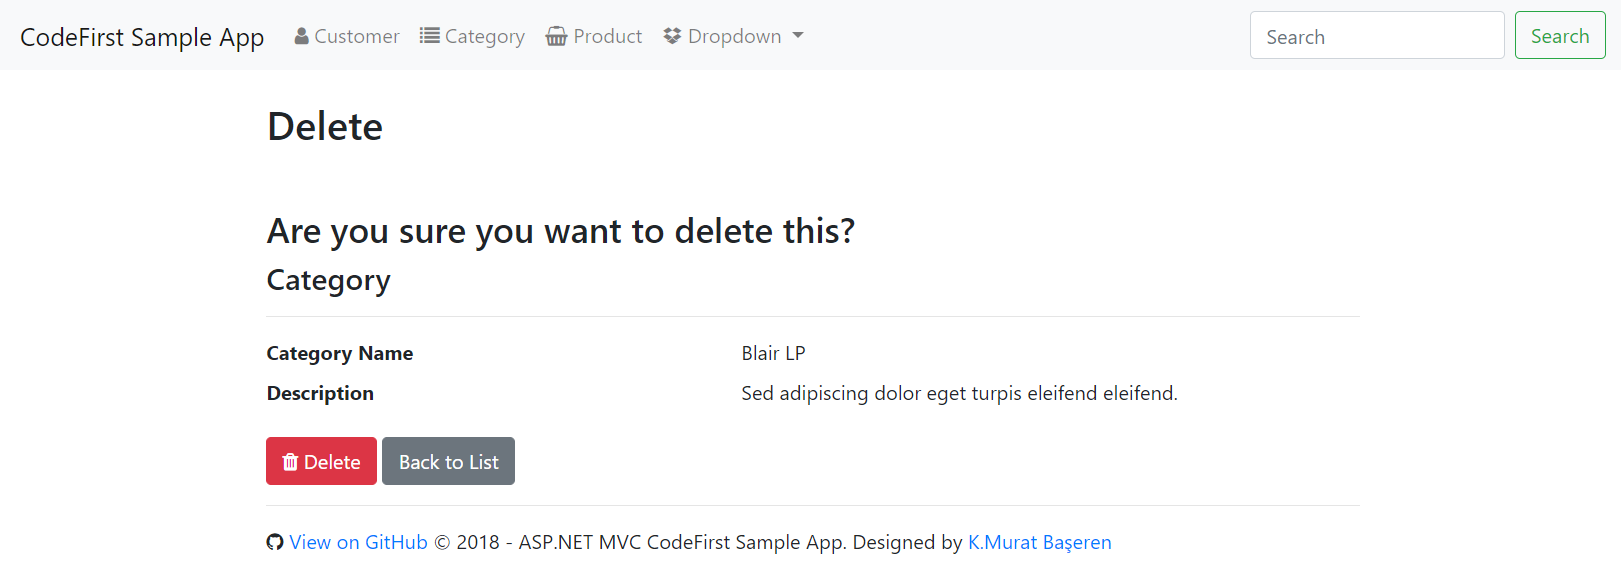 CodeFirst Sample App Customer Category Product Dropdown Search Search
Delete
Are you sure you want to delete this?
Category
Category Name Blair LP
Description Sed adipiscing dolor eget turpis eleifend eleifend.
Delete Back to List
View on GitHub © 2018 - ASP.NET MVC CodeFirst Sample App. Designed by K.Murat Başeren